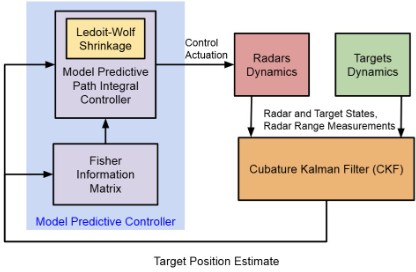 Ledoit-Wolf
Shrinkage
Model Predictive
Path Integral
Controller
Fisher
Information
Matrix
Model Predictive Controller
Control
Actuation
Radars
Dynamics
Targets
Dynamics
Radar and Target States,
Radar Range Measurements
Cubature Kalman Filter (CKF)
Target Position Estimate